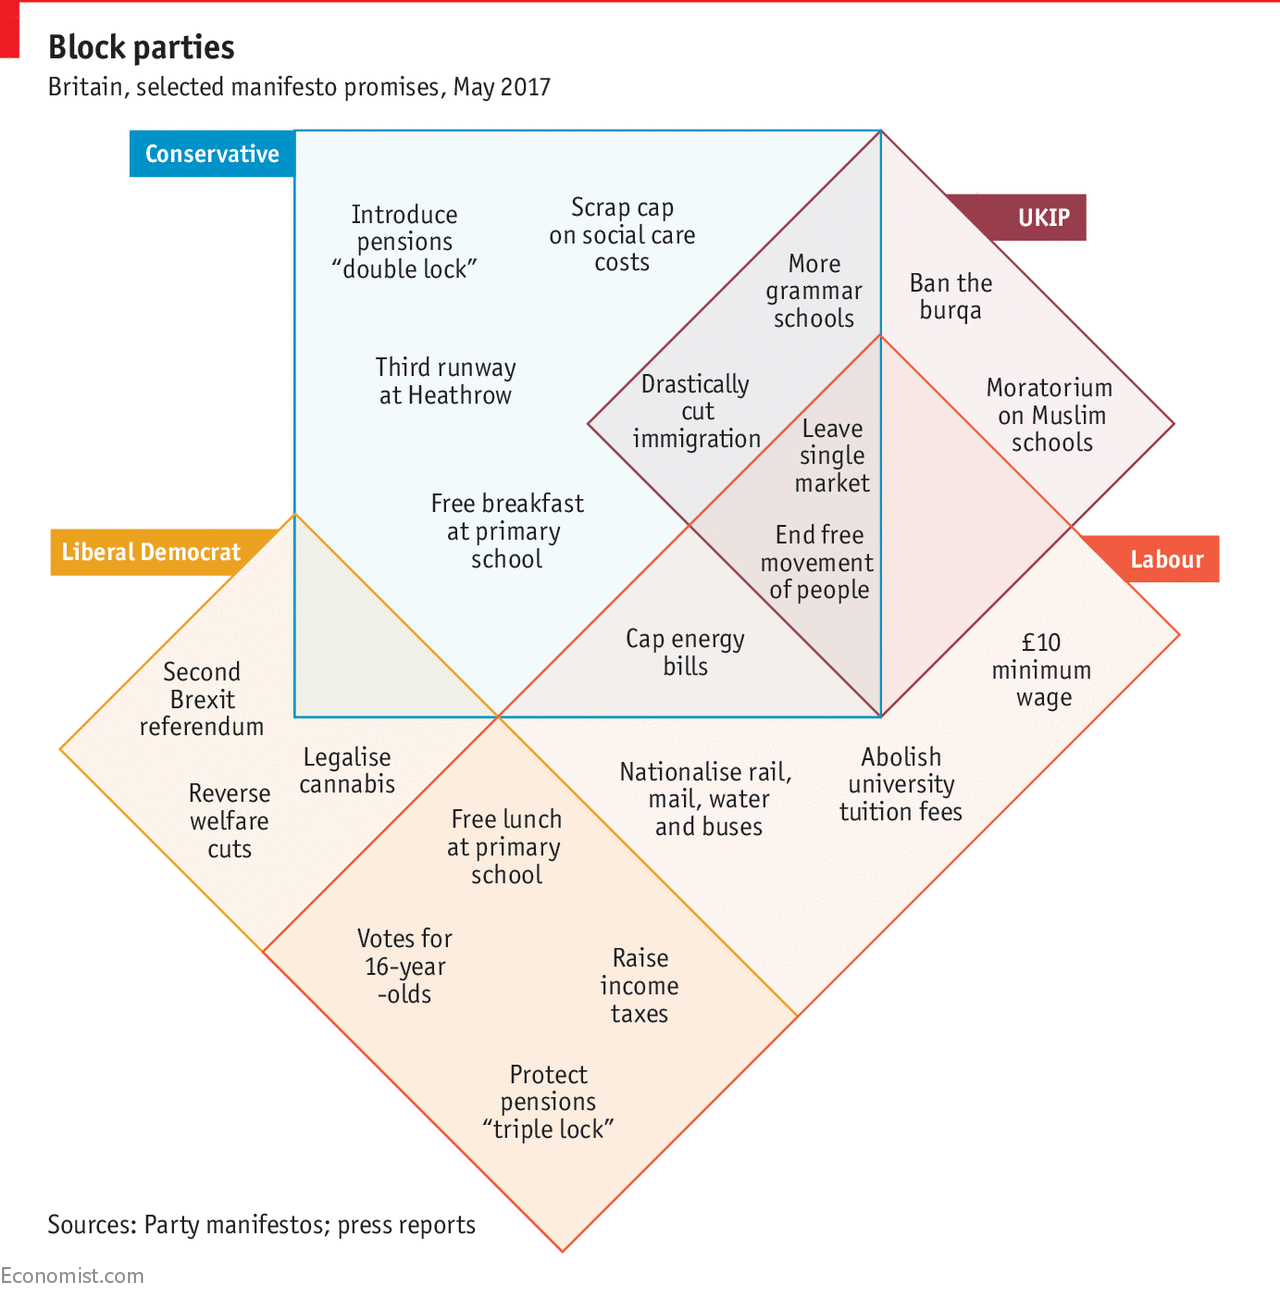 Block parties
Britain, selected manifesto promises, May 2017
Conservative
Introduce
pensions
“double lock”
Scrap cap
on social care
costs
Third runway
at Heathrow
Free breakfast
at primary
school
More
grammar
schools
Drastically
cut
immigration
UKIP
Ban the
burqa
Moratorium
on Muslim
schools
Leave
single
market
End free
movement
of people
Cap energy
bills
Liberal Democrat
Second
Brexit
referendum
Legalise
cannabis
Reverse
welfare
cuts
Labour
£10
minimum
wage
Nationalise rail,
mail, water
and buses
Abolish
university
tuition fees
Free lunch
at primary
school
Votes for
16-year
-olds
Raise
income
taxes
Protect
pensions
“triple lock”
Sources: Party manifestos; press reports
Economist.com